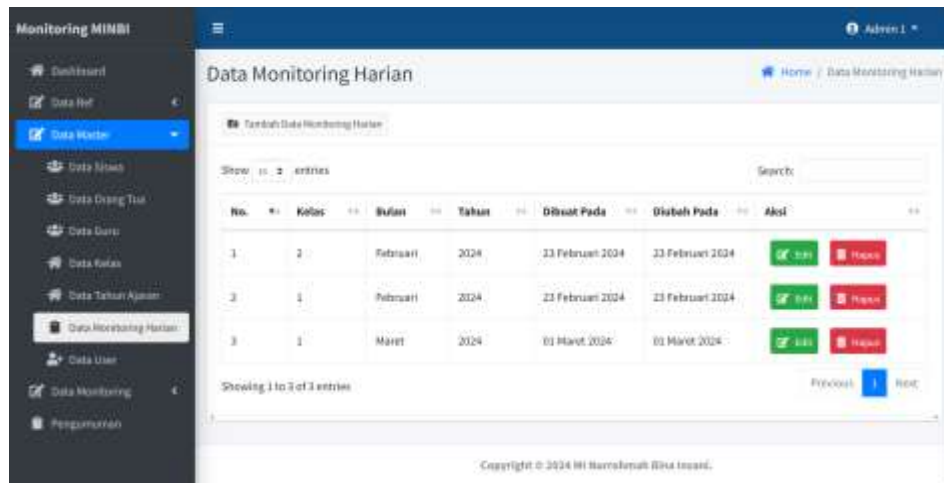 Monitoring MINBI
Admin 1
Dashboard
Data Ref
Data Master
Data Siswa
Data Orang Tua
Data Guru
Data Kelas
Data Tahun Ajaran
Data Monitoring Harian
Data User
Data Monitoring
Pengumuman
Data Monitoring Harian
Home / Data Monitoring Harian
Tambah Data Monitoring Harian
Show 10 entries
Search:
No. Kelas Bulan Tahun Dibuat Pada Diubah Pada Aksi
1 2 Februari 2024 23 Februari 2024 23 Februari 2024 Edit Hapus
2 1 Februari 2024 23 Februari 2024 23 Februari 2024 Edit Hapus
3 1 Maret 2024 01 Maret 2024 01 Maret 2024 Edit Hapus
Showing 1 to 3 of 3 entries
Previous 1 Next
Copyright © 2024 MI Bina Insani.